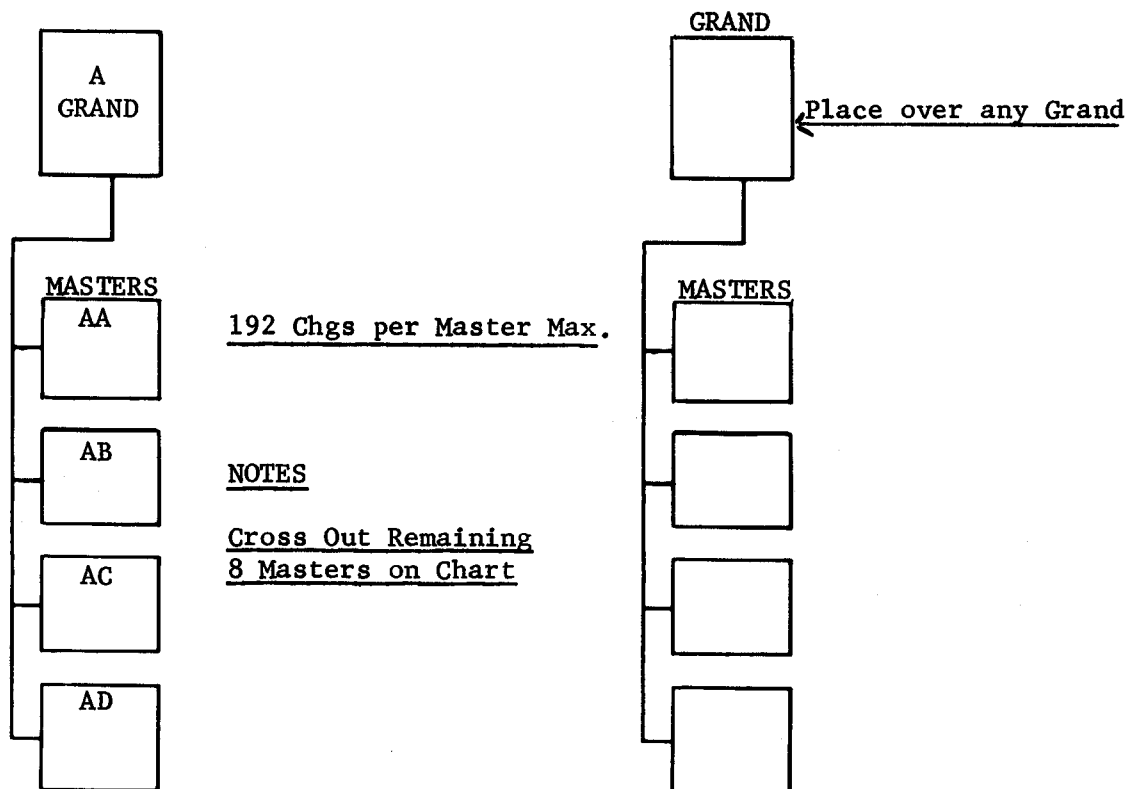 A
GRAND
MASTERS
AA
AB
AC
AD
192 Chgs per Master Max.
NOTES
Cross Out Remaining
8 Masters on Chart
GRAND
Place over any Grand
MASTERS